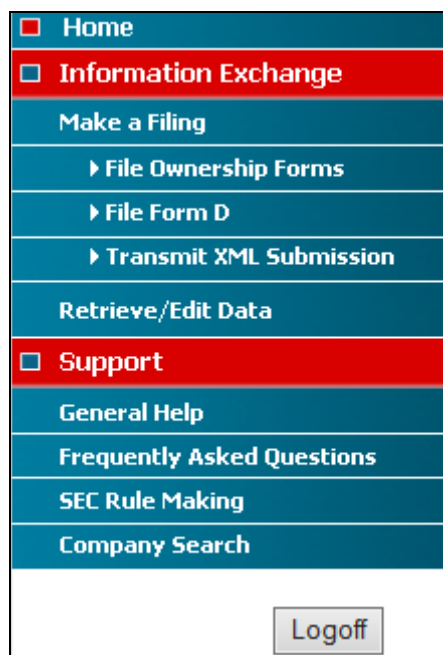 Home
Information Exchange
Make a Filing
File Ownership Forms
File Form D
Transmit XML Submission
Retrieve/Edit Data
Support
General Help
Frequently Asked Questions
SEC Rule Making
Company Search
Logoff